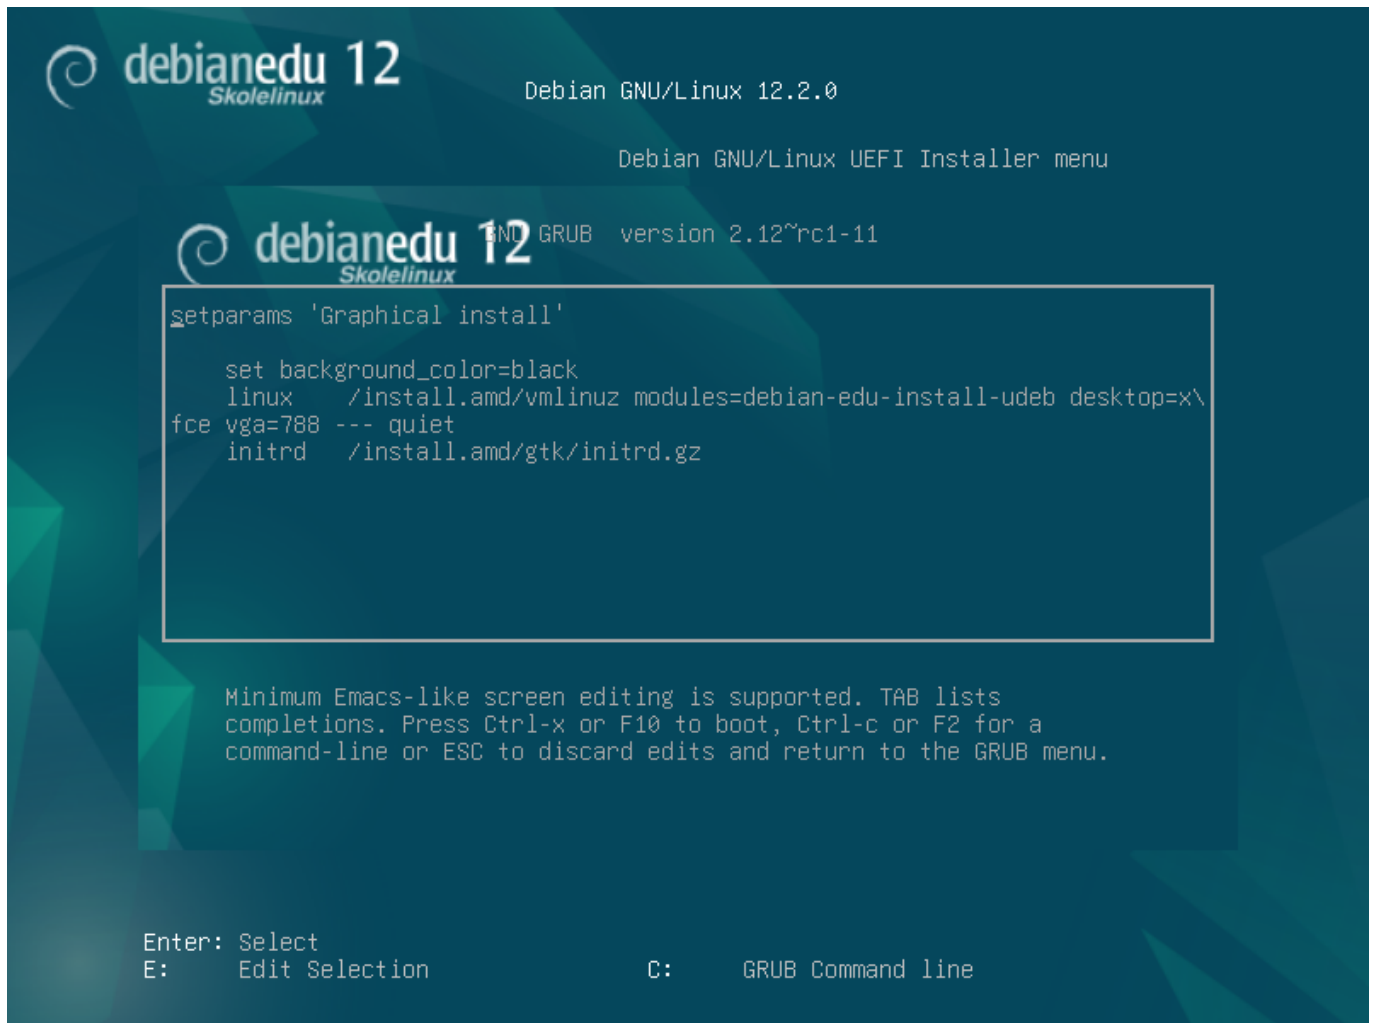 debianedu 12
Skolelinux
Debian GNU/Linux 12.2.0
Debian GNU/Linux UEFI Installer menu
debianedu 12
Skolelinux
GNU GRUB  version 2.12~rc1-11
setparams 'Graphical install'
set background_color=black
linux    /install.amd/vmlinuz modules=debian-edu-install-udeb desktop=x\
fce vga=788 --- quiet
initrd   /install.amd/gtk/initrd.gz
Minimum Emacs-like screen editing is supported. TAB lists
completions. Press Ctrl-x or F10 to boot, Ctrl-c or F2 for a
command-line or ESC to discard edits and return to the GRUB menu.
Enter: Select
E:     Edit Selection                C:     GRUB Command line